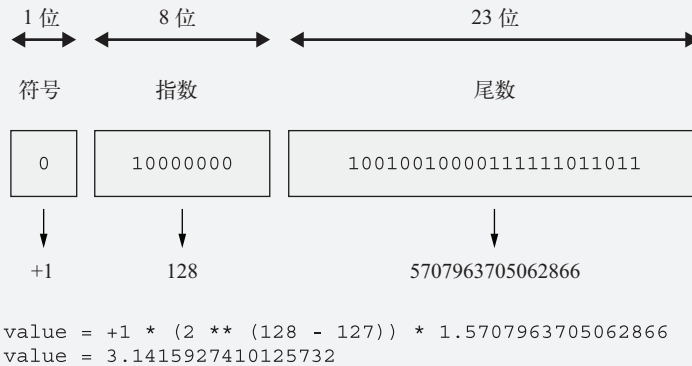 1 位 8 位 23 位
符号 指数 尾数
0 10000000 10010010000111111011011
+1 128 5707963705062866
value = +1 * (2 ** (128 - 127)) * 1.5707963705062866
value = 3.1415927410125732